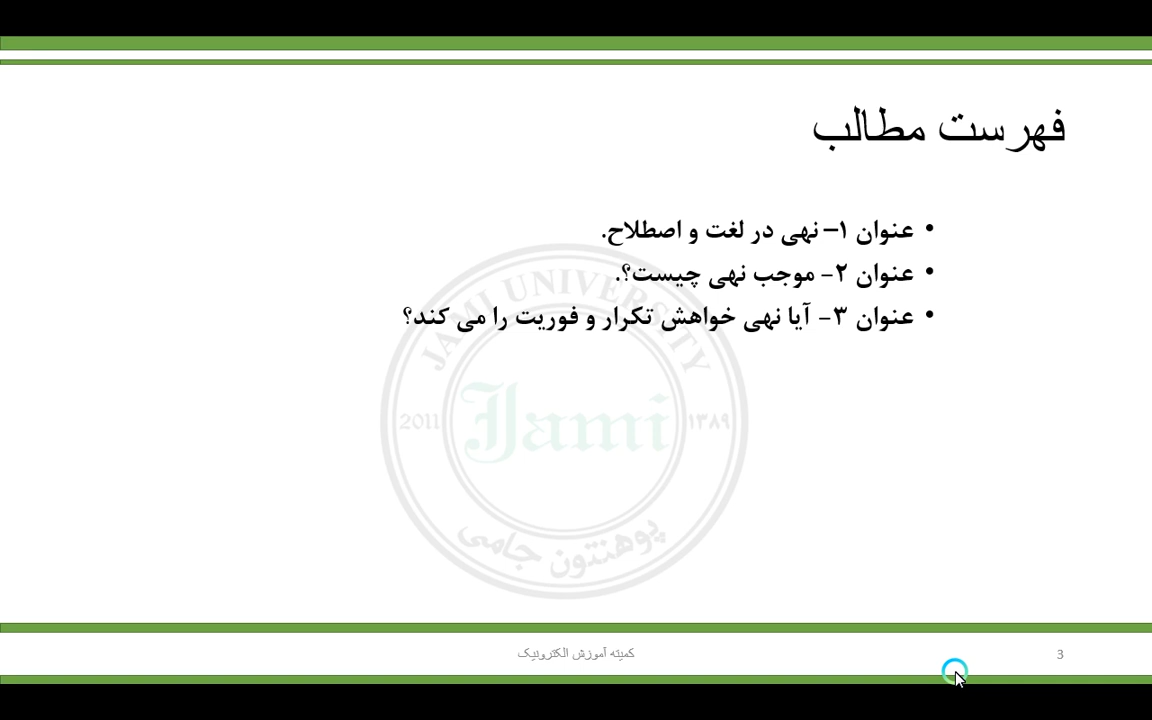 فهرست مطالب
• عنوان ۱– نهی در لغت و اصطلاح.
• عنوان ۲- موجب نهی چیست؟.
• عنوان ۳- آیا نهی خواهش تکرار و فوریت را می کند؟
JAMI UNIVERSITY
2011
Jami
۱۳۸۹
پوهنتون جامی
کمیته آموزش الکترونیک
3